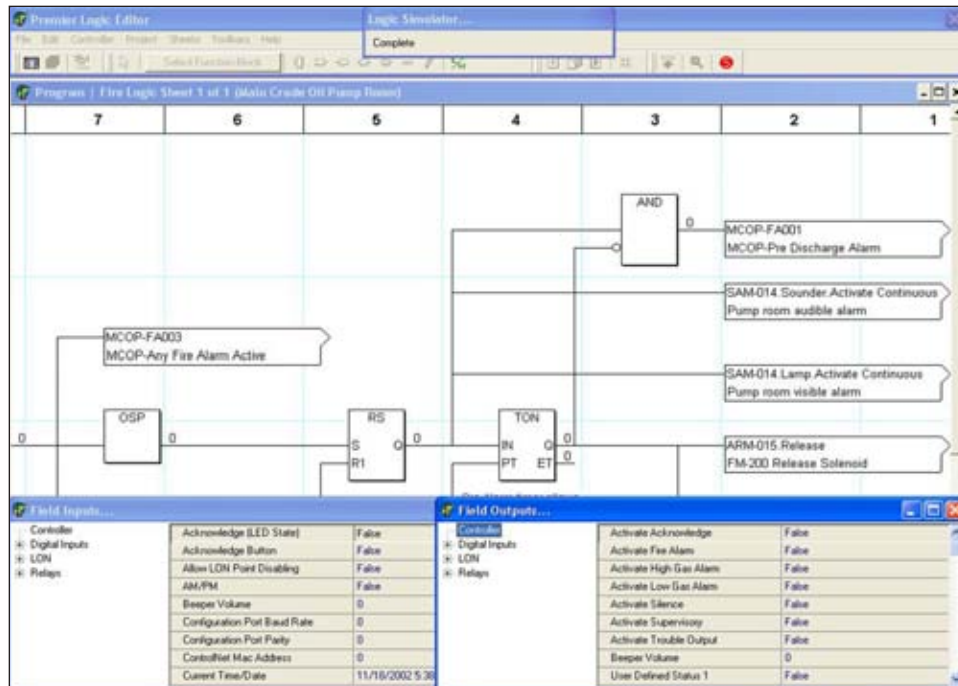 Premier Logic Editor
Logic Simulator...
File Edit Controller Project Sheets Toolbars Help
Complete
Select Function Block
Program | Fire Logic Sheet 1 of 1 (Main Crude Oil Pump Room)
7 6 5 4 3 2 1
AND
0
MCOP-FA001
MCOP-Pre Discharge Alarm
SAM-014.Sounder.Activate Continuous
Pump room audible alarm
MCOP-FA003
MCOP-Any Fire Alarm Active
SAM-014.Lamp.Activate Continuous
Pump room visible alarm
OSP RS TON
0 0 S Q 0 IN Q 0
R1 PT ET 0
ARM-015.Release
FM-200 Release Solenoid
Field Inputs...
Controller
Digital Inputs
LON
Relays
Acknowledge (LED State) False
Acknowledge Button False
Allow LON Point Disabling False
AM/PM False
Beeper Volume 0
Configuration Port Baud Rate 0
Configuration Port Parity 0
ControlNet Mac Address 0
Current Time/Date 11/18/2002 5:38
Field Outputs...
Controller
Digital Inputs
LON
Relays
Activate Acknowledge False
Activate Fire Alarm False
Activate High Gas Alarm False
Activate Low Gas Alarm False
Activate Silence False
Activate Supervisory False
Activate Trouble Output False
Beeper Volume 0
User Defined Status 1 False